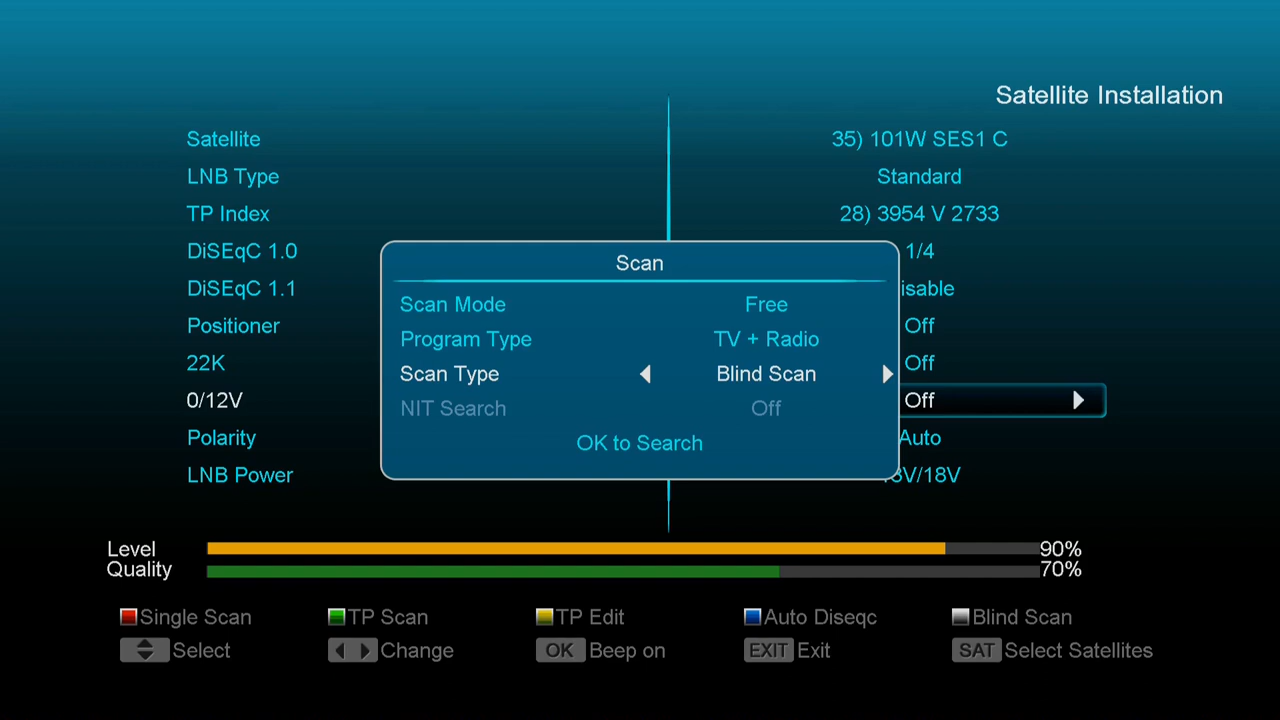 Satellite Installation
Satellite 35) 101W SES1 C
LNB Type Standard
TP Index 28) 3954 V 2733
DiSEqC 1.0 1/4
DiSEqC 1.1 isable
Positioner Off
22K Off
0/12V Off
Polarity Auto
LNB Power 3V/18V
Scan
Scan Mode Free
Program Type TV + Radio
Scan Type Blind Scan
NIT Search Off
OK to Search
Level 90%
Quality 70%
Single Scan TP Scan TP Edit Auto Diseqc Blind Scan
Select Change OK Beep on EXIT Exit SAT Select Satellites